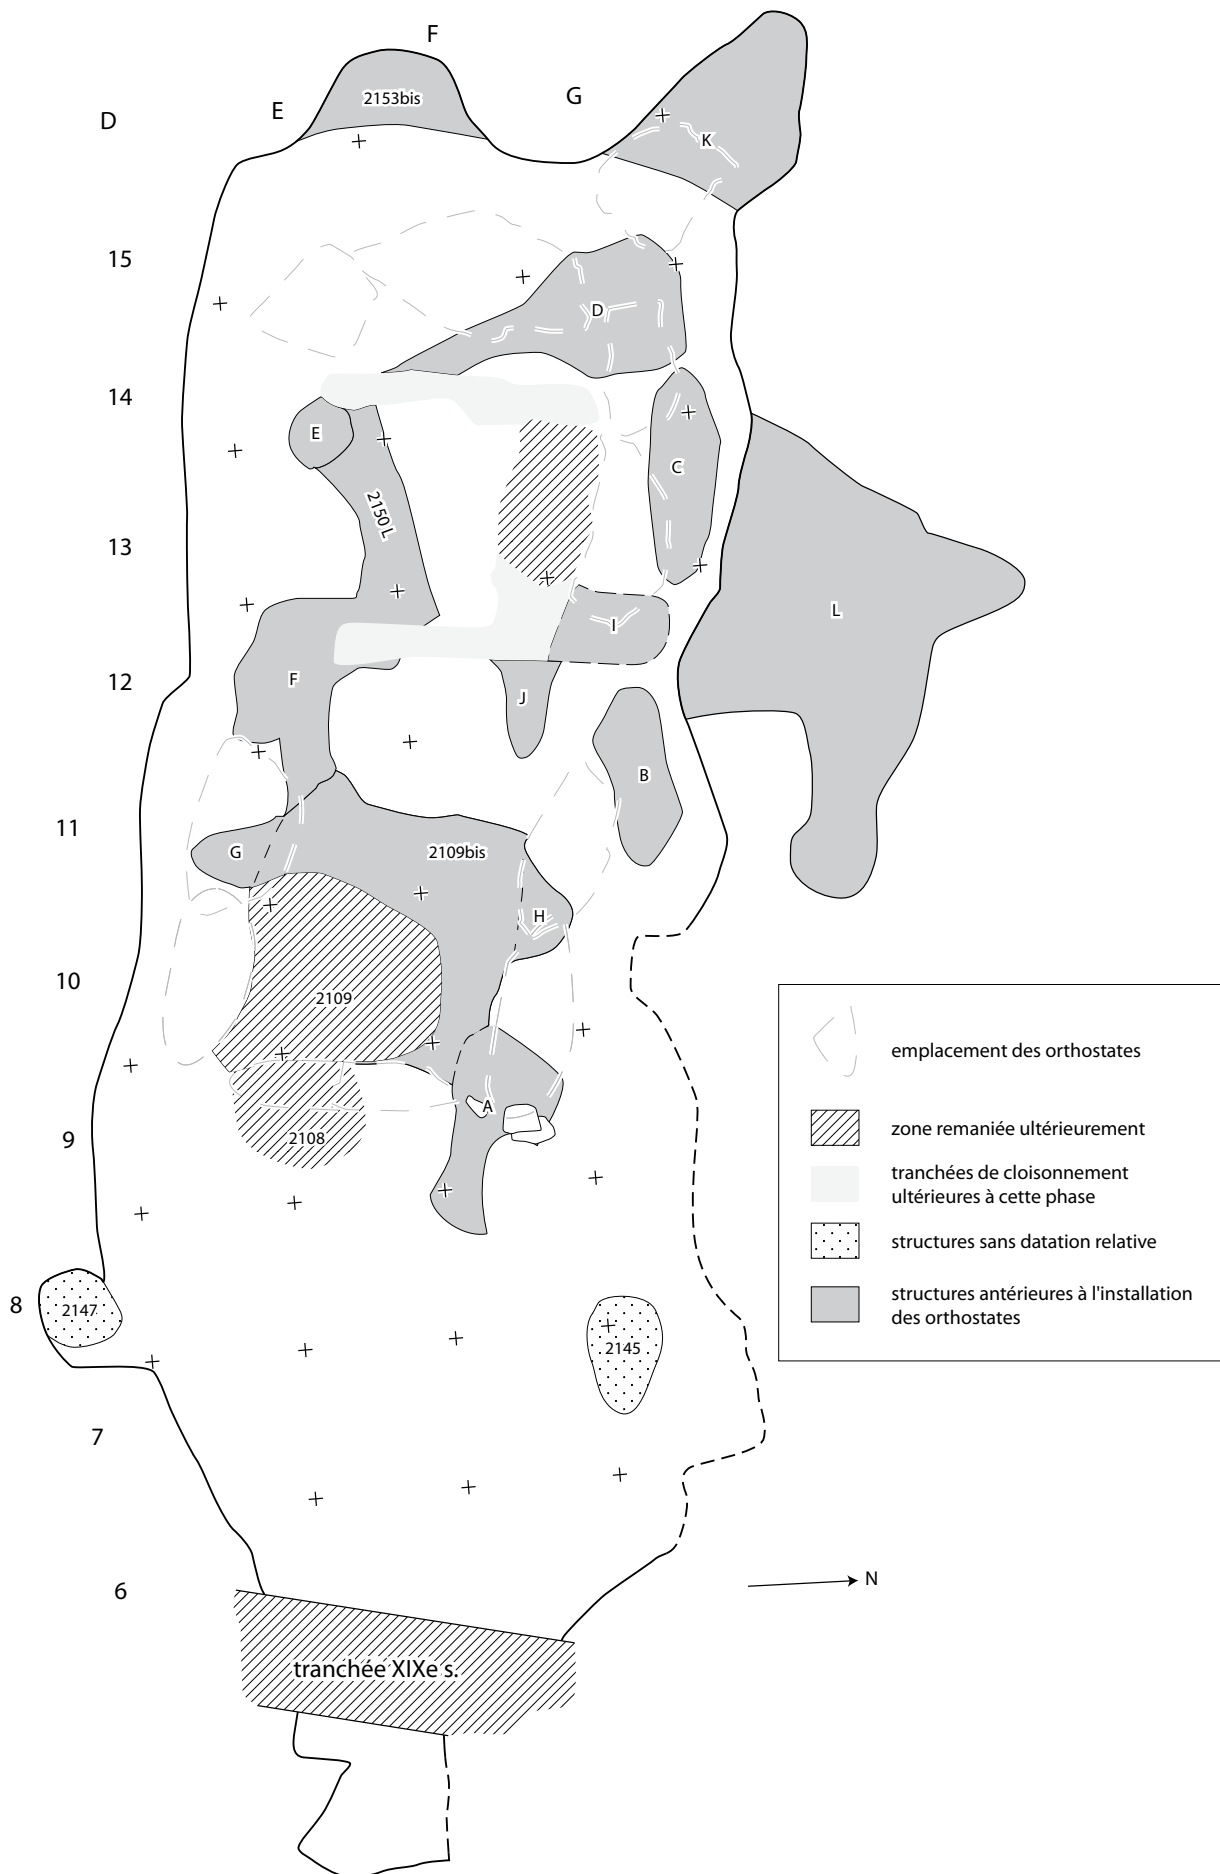 F
G
E
D
2153bis
K
15
D
14
E
C
2150 L
13
L
I
F
J
12
B
11
G
2109bis
H
10
2109
emplacement des orthostates
A
zone remaniée ultérieurement
9
2108
tranchées de cloisonnement
ultérieures à cette phase
structures sans datation relative
8
2147
structures antérieures à l'installation
des orthostates
2145
7
N
6
tranchée XIXe s.